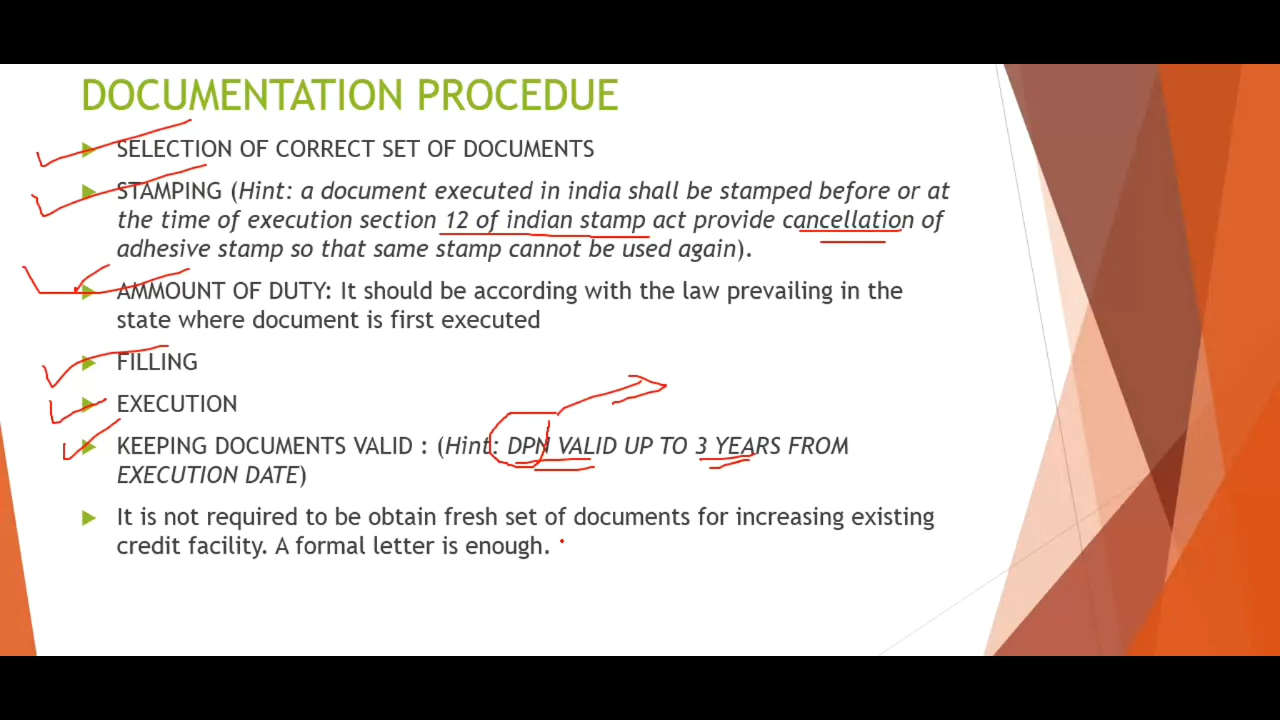 DOCUMENTATION PROCEDUE
SELECTION OF CORRECT SET OF DOCUMENTS
STAMPING (Hint: a document executed in india shall be stamped before or at
the time of execution section 12 of indian stamp act provide cancellation of
adhesive stamp so that same stamp cannot be used again).
AMMOUNT OF DUTY: It should be according with the law prevailing in the
state where document is first executed
FILLING
EXECUTION
KEEPING DOCUMENTS VALID : (Hint: DPN VALID UP TO 3 YEARS FROM
EXECUTION DATE)
It is not required to be obtain fresh set of documents for increasing existing
credit facility. A formal letter is enough.